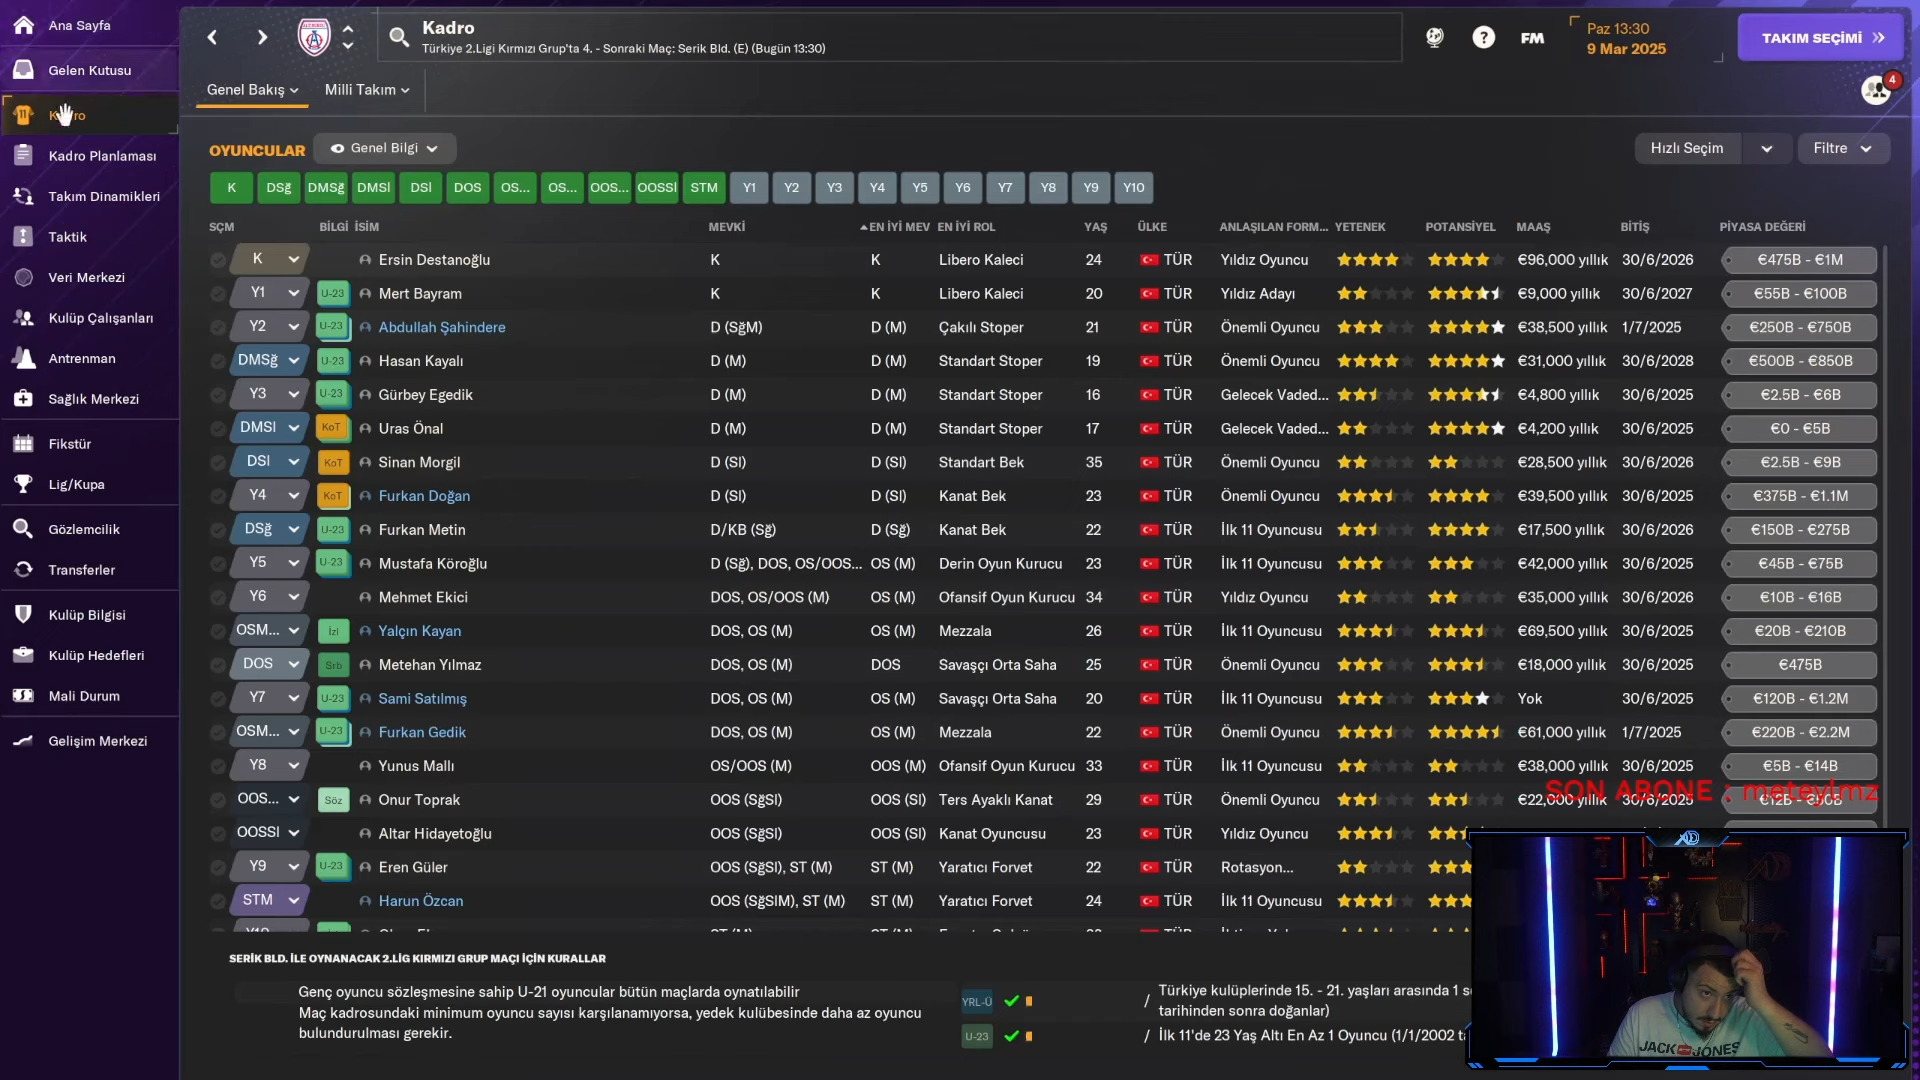 Ana Sayfa
Gelen Kutusu
Kadro Planlaması
Takım Dinamikleri
Taktik
Veri Merkezi
Kulüp Çalışanları
Antrenman
Sağlık Merkezi
Fikstür
Lig/Kupa
Gözlemcilik
Transferler
Kulüp Bilgisi
Kulüp Hedefleri
Mali Durum
Gelişim Merkezi
Kadro
Türkiye 2.Ligi Kırmızı Grup'ta 4. - Sonraki Maç: Serik Bld. (E) (Bugün 13:30)
FM
Paz 13:30
9 Mar 2025
TAKIM SEÇİMİ
4
Genel Bakış
Milli Takım
OYUNCULAR
Genel Bilgi
Hızlı Seçim
Filtre
K DSğ DMSğ DMSl DSl DOS OS... OS... OOS... OOSSl STM Y1 Y2 Y3 Y4 Y5 Y6 Y7 Y8 Y9 Y10
SÇM BİLGİ İSİM MEVKİ EN İYİ MEV EN İYİ ROL YAŞ ÜLKE ANLAŞILAN FORM... YETENEK POTANSİYEL MAAŞ BİTİŞ PİYASA DEĞERİ
K Ersin Destanoğlu K K Libero Kaleci 24 TÜR Yıldız Oyuncu €96,000 yıllık 30/6/2026 €475B - €1M
Y1 U-23 Mert Bayram K K Libero Kaleci 20 TÜR Yıldız Adayı €9,000 yıllık 30/6/2027 €55B - €100B
Y2 U-23 Abdullah Şahindere D (SğM) D (M) Çakılı Stoper 21 TÜR Önemli Oyuncu €38,500 yıllık 1/7/2025 €250B - €750B
DMSğ U-23 Hasan Kayalı D (M) D (M) Standart Stoper 19 TÜR Önemli Oyuncu €31,000 yıllık 30/6/2028 €500B - €850B
Y3 U-23 Gürbey Egedik D (M) D (M) Standart Stoper 16 TÜR Gelecek Vaded... €4,800 yıllık 30/6/2025 €2.5B - €6B
DMSl KoT Uras Önal D (M) D (M) Standart Stoper 17 TÜR Gelecek Vaded... €4,200 yıllık 30/6/2025 €0 - €5B
DSl KoT Sinan Morgil D (Sl) D (Sl) Standart Bek 35 TÜR Önemli Oyuncu €28,500 yıllık 30/6/2026 €2.5B - €9B
Y4 KoT Furkan Doğan D (Sl) D (Sl) Kanat Bek 23 TÜR Önemli Oyuncu €39,500 yıllık 30/6/2025 €375B - €1.1M
DSğ U-23 Furkan Metin D/KB (Sğ) D (Sğ) Kanat Bek 22 TÜR İlk 11 Oyuncusu €17,500 yıllık 30/6/2026 €150B - €275B
Y5 U-23 Mustafa Köroğlu D (Sğ), DOS, OS/OOS... OS (M) Derin Oyun Kurucu 23 TÜR İlk 11 Oyuncusu €42,000 yıllık 30/6/2025 €45B - €75B
Y6 Mehmet Ekici DOS, OS/OOS (M) OS (M) Ofansif Oyun Kurucu 34 TÜR Yıldız Oyuncu €35,000 yıllık 30/6/2026 €10B - €16B
OSM... İzl Yalçın Kayan DOS, OS (M) OS (M) Mezzala 26 TÜR İlk 11 Oyuncusu €69,500 yıllık 30/6/2025 €20B - €210B
DOS Srb Metehan Yılmaz DOS, OS (M) DOS Savaşçı Orta Saha 25 TÜR Önemli Oyuncu €18,000 yıllık 30/6/2025 €475B
Y7 U-23 Sami Satılmış DOS, OS (M) OS (M) Savaşçı Orta Saha 20 TÜR İlk 11 Oyuncusu Yok 30/6/2025 €120B - €1.2M
OSM... U-23 Furkan Gedik DOS, OS (M) OS (M) Mezzala 22 TÜR Önemli Oyuncu €61,000 yıllık 1/7/2025 €220B - €2.2M
Y8 Yunus Mallı OS/OOS (M) OOS (M) Ofansif Oyun Kurucu 33 TÜR İlk 11 Oyuncusu €38,000 yıllık 30/6/2026 €5B - €14B
OOS... Söz Onur Toprak OOS (SğSl) OOS (Sl) Ters Ayaklı Kanat 29 TÜR Önemli Oyuncu €22,000 yıllık 30/6/2025 €12B - €50B
SON ABONE : meteylmz
OOSSl Altar Hidayetoğlu OOS (SğSl) OOS (Sl) Kanat Oyuncusu 23 TÜR Yıldız Oyuncu
Y9 U-23 Eren Güler OOS (SğSl), ST (M) ST (M) Yaratıcı Forvet 22 TÜR Rotasyon...
STM Harun Özcan OOS (SğSlM), ST (M) ST (M) Yaratıcı Forvet 24 TÜR İlk 11 Oyuncusu
SERİK BLD. İLE OYNANACAK 2.LİG KIRMIZI GRUP MAÇI İÇİN KURALLAR
Genç oyuncu sözleşmesine sahip U-21 oyuncular bütün maçlarda oynatılabilir
Maç kadrosundaki minimum oyuncu sayısı karşılanamıyorsa, yedek kulübesinde daha az oyuncu
bulundurulması gerekir.
YRL-Ü / Türkiye kulüplerinde 15. - 21. yaşları arasında 1
tarihinden sonra doğanlar)
U-23 / İlk 11'de 23 Yaş Altı En Az 1 Oyuncu (1/1/2002
JACK JONES